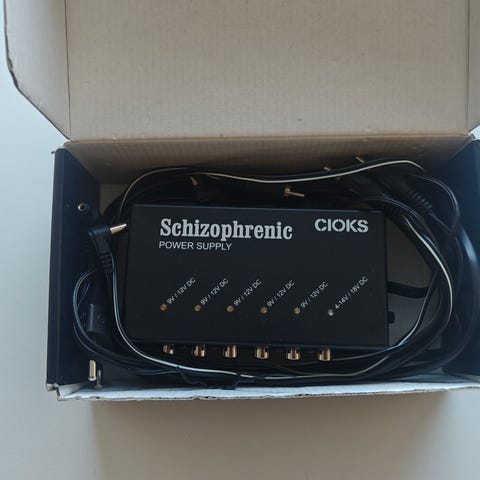 Schizophrenic
CIOKS
POWER SUPPLY
9V / 12V DC
9V / 12V DC
9V / 12V DC
9V / 12V DC
9V / 12V DC
4-14V / 18V DC